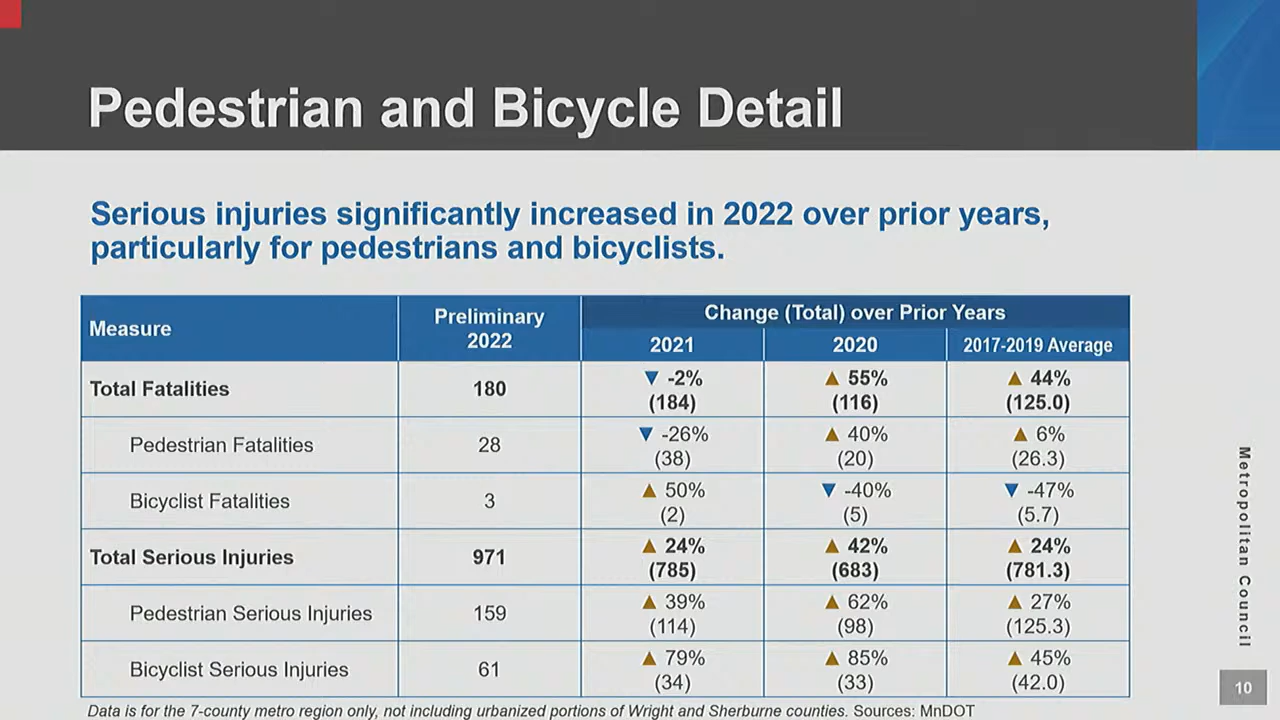 Pedestrian and Bicycle Detail
Serious injuries significantly increased in 2022 over prior years,
particularly for pedestrians and bicyclists.
Measure
Preliminary
2022
Change (Total) over Prior Years
2021 2020 2017-2019 Average
Total Fatalities 180 ▼ -2% (184) ▲ 55% (116) ▲ 44% (125.0)
Pedestrian Fatalities 28 ▼ -26% (38) ▲ 40% (20) ▲ 6% (26.3)
Bicyclist Fatalities 3 ▲ 50% (2) ▼ -40% (5) ▼ -47% (5.7)
Total Serious Injuries 971 ▲ 24% (785) ▲ 42% (683) ▲ 24% (781.3)
Pedestrian Serious Injuries 159 ▲ 39% (114) ▲ 62% (98) ▲ 27% (125.3)
Bicyclist Serious Injuries 61 ▲ 79% (34) ▲ 85% (33) ▲ 45% (42.0)
Data is for the 7-county metro region only, not including urbanized portions of Wright and Sherburne counties. Sources: MnDOT
Metropolitan Council
10